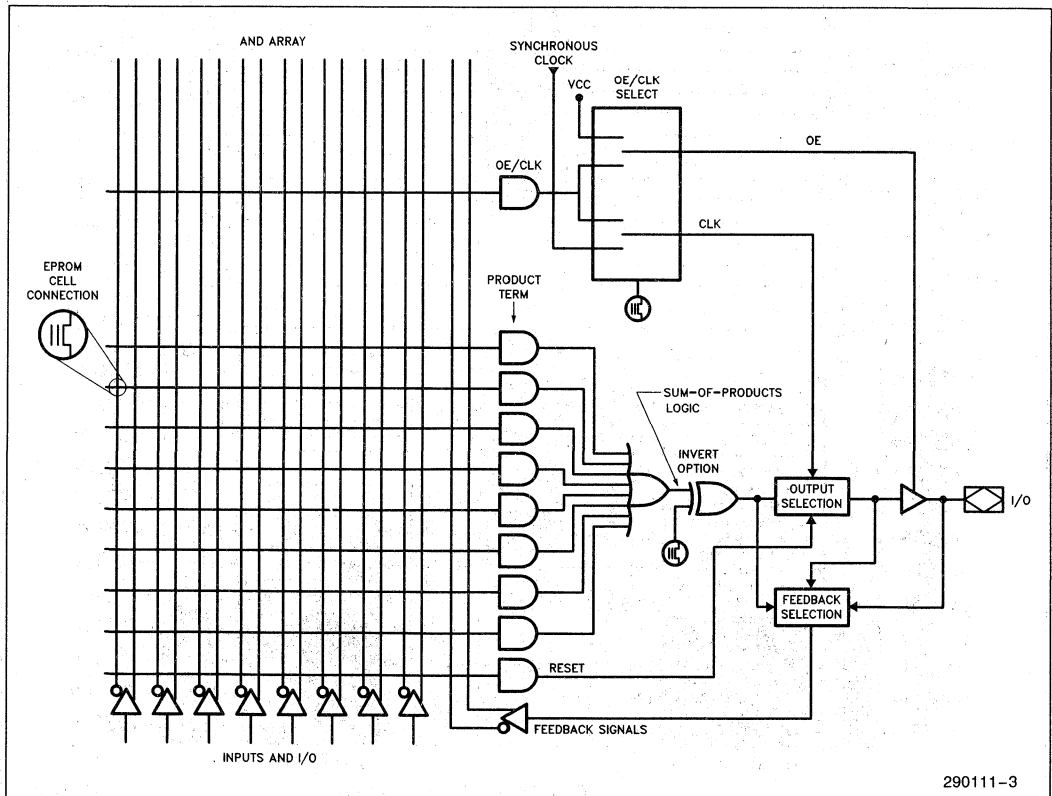 AND ARRAY
SYNCHRONOUS
CLOCK
VCC
OE/CLK
SELECT
OE
OE/CLK
CLK
EPROM
CELL
CONNECTION
PRODUCT
TERM
SUM-OF-PRODUCTS
LOGIC
INVERT
OPTION
OUTPUT
SELECTION
I/O
FEEDBACK
SELECTION
RESET
FEEDBACK SIGNALS
INPUTS AND I/O
290111-3